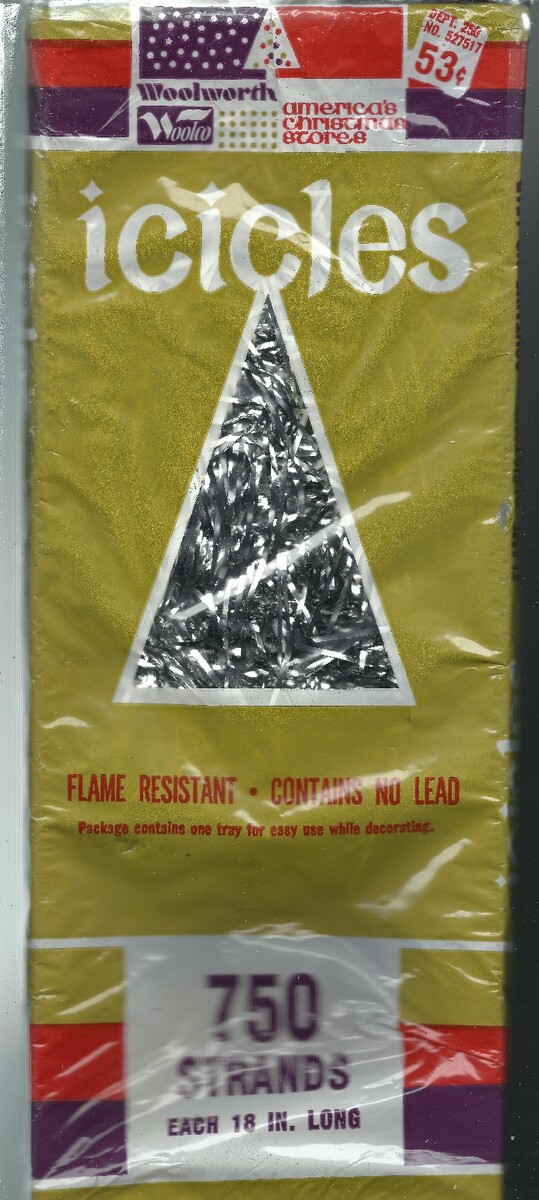 DEPT. 250
NO. 527517
53¢
Woolworth
Woolco
america's
christmas
stores
icicles
FLAME RESISTANT • CONTAINS NO LEAD
Package contains one tray for easy use while decorating.
750
STRANDS
EACH 18 IN. LONG